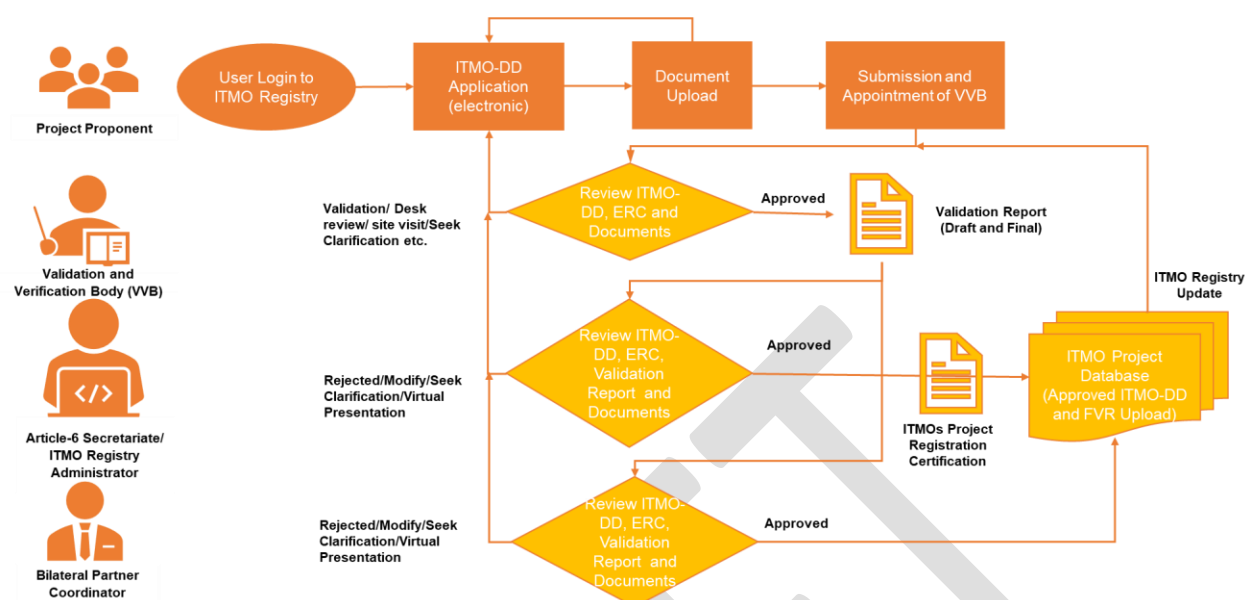 User Login to
ITMO Registry
ITMO-DD
Application
(electronic)
Document
Upload
Submission and
Appointment of VVB
Project Proponent
Validation/ Desk
review/ site visit/Seek
Clarification etc.
Review ITMO-
DD, ERC and
Documents
Approved
Validation Report
(Draft and Final)
Validation and
Verification Body (VVB)
ITMO Registry
Update
</>
Rejected/Modify/Seek
Clarification/Virtual
Presentation
Review ITMO-
DD, ERC,
Validation
Report and
Documents
Approved
ITMOs Project
Registration
Certification
ITMO Project
Database
(Approved ITMO-DD
and FVR Upload)
Article-6 Secretariate/
ITMO Registry
Administrator
Rejected/Modify/Seek
Clarification/Virtual
Presentation
Review ITMO-
DD, ERC,
Validation
Report and
Documents
Approved
Bilateral Partner
Coordinator